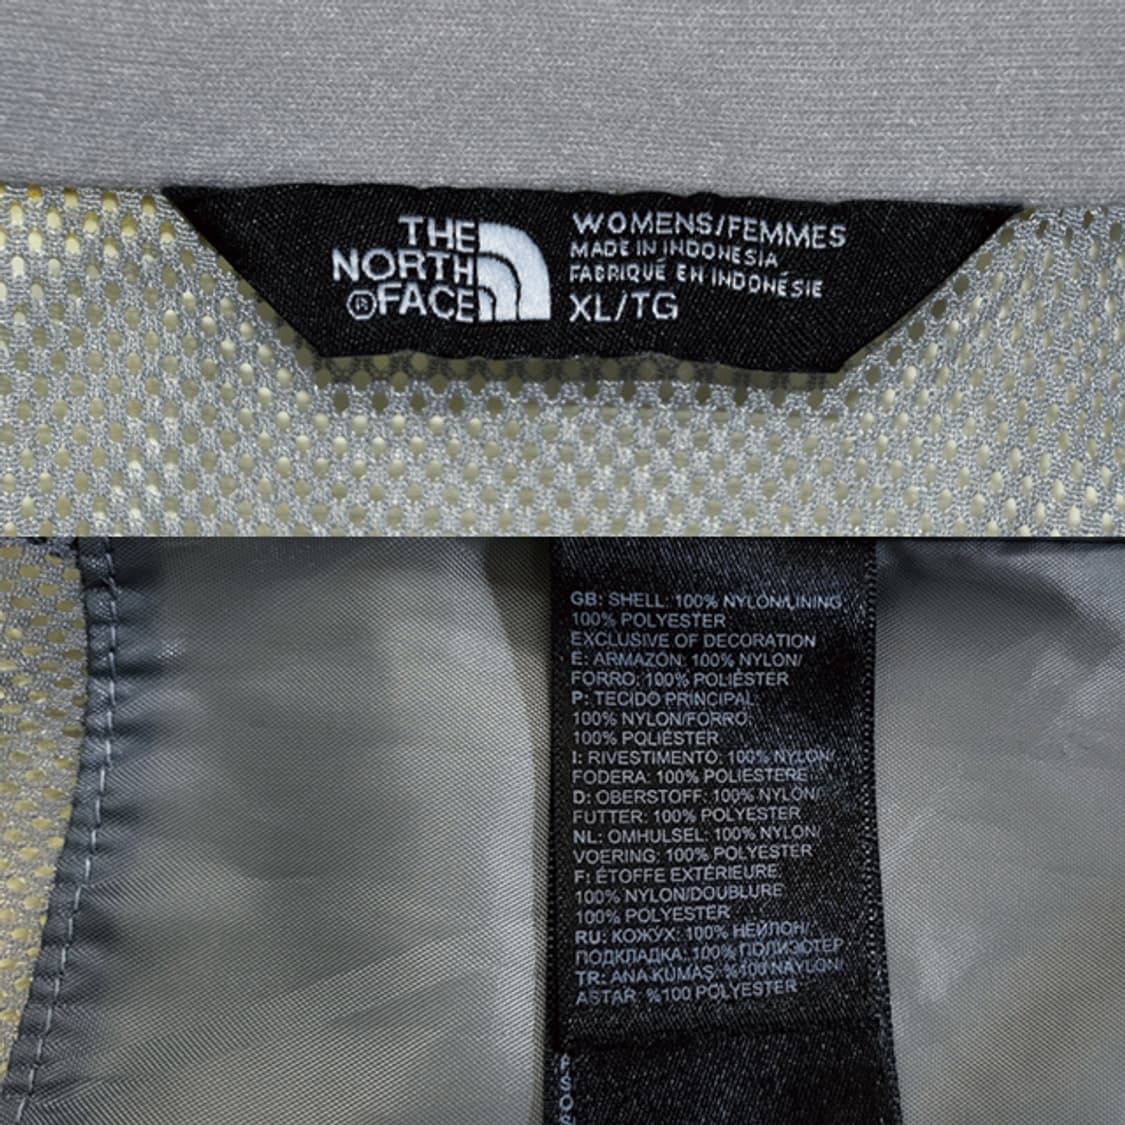 THE
NORTH
®FACE
WOMENS/FEMMES
MADE IN INDONESIA
FABRIQUÉ EN INDONÉSIE
XL/TG
GB: SHELL: 100% NYLON/LINING:
100% POLYESTER
EXCLUSIVE OF DECORATION
E: ARMAZÓN: 100% NYLON/
FORRO: 100% POLIÉSTER
P: TECIDO PRINCIPAL:
100% NYLON/FORRO:
100% POLIÉSTER
I: RIVESTIMENTO: 100% NYLON/
FODERA: 100% POLIESTERE
D: OBERSTOFF: 100% NYLON/
FUTTER: 100% POLYESTER
NL: OMHULSEL: 100% NYLON/
VOERING: 100% POLYESTER
F: ÉTOFFE EXTÉRIEURE:
100% NYLON/DOUBLURE:
100% POLYESTER
RU: КОЖУХ: 100% НЕЙЛОН/
ПОДКЛАДКА: 100% ПОЛИЭСТЕР
TR: ANA KUMAŞ: %100 NAYLON/
ASTAR: %100 POLYESTER